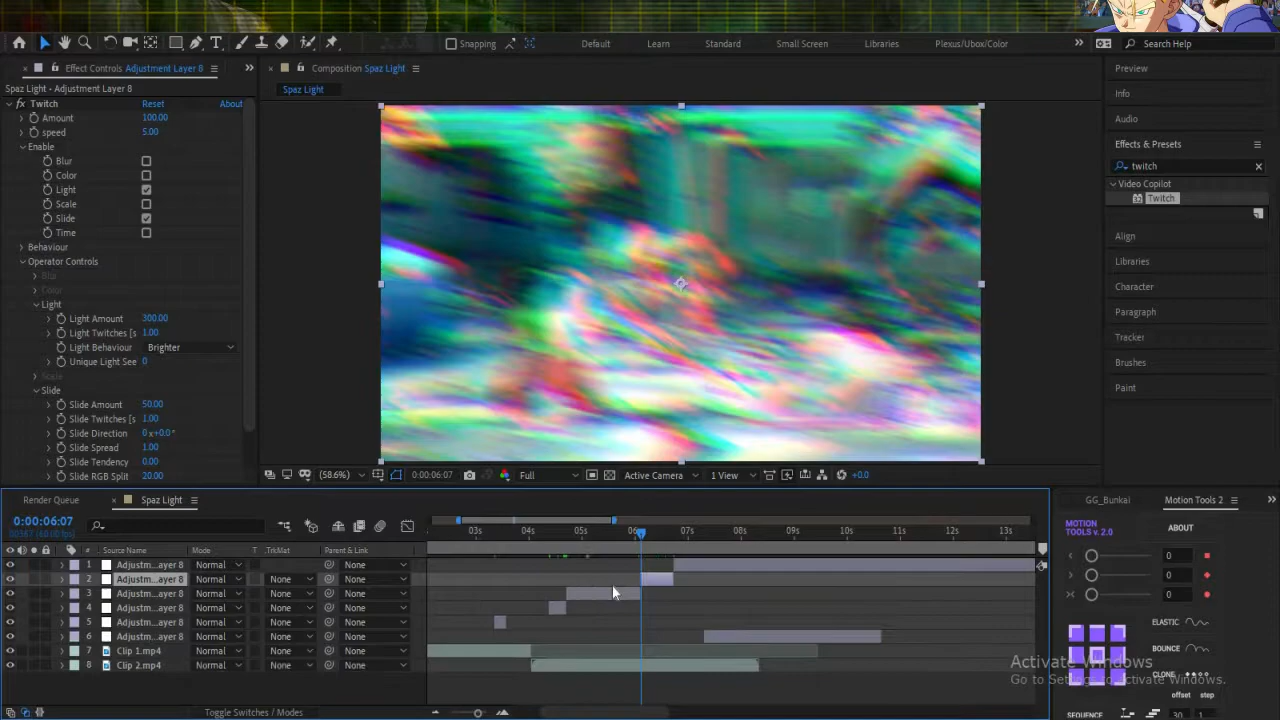 Snapping
Default
Learn
Standard
Small Screen
Libraries
Plexus/Ubox/Color
Search Help
Effect Controls Adjustment Layer 8
Composition Spaz Light
Preview
Spaz Light - Adjustment Layer 8
Spaz Light
Info
fx Twitch Reset About
Amount 100.00
speed 5.00
Enable
Blur
Color
Light
Scale
Slide
Time
Behaviour
Operator Controls
Blur
Color
Light
Light Amount 300.00
Light Twitches [s 1.00
Light Behaviour Brighter
Unique Light See 0
Scale
Slide
Slide Amount 50.00
Slide Twitches [s 1.00
Slide Direction 0x+0.0°
Slide Spread 1.00
Slide Tendency 0.00
Slide RGB Split 20.00
(58.6%)
0:00:06:07
Full
Active Camera
1 View
+0.0
Audio
Effects & Presets
twitch
Video Copilot
Twitch
Align
Libraries
Character
Paragraph
Tracker
Brushes
Paint
Render Queue
Spaz Light
0:00:06:07
00367 (60.00 fps)
03s 04s 05s 06s 07s 08s 09s 10s 11s 12s 13s
# Source Name Mode T TrkMat Parent & Link
1 Adjustm...ayer 8 Normal None
2 Adjustm...ayer 8 Normal None None
3 Adjustm...ayer 8 Normal None None
4 Adjustm...ayer 8 Normal None None
5 Adjustm...ayer 8 Normal None None
6 Adjustm...ayer 8 Normal None None
7 Clip 1.mp4 Normal None None
8 Clip 2.mp4 Normal None None
Toggle Switches / Modes
GG_Bunkai
Motion Tools 2
MOTION
TOOLS v. 2.0
ABOUT
0
0
0
ELASTIC
BOUNCE
CLONE
offset step
SEQUENCE 30 1
Activate Windows
Go to Settings to Activate Windows.